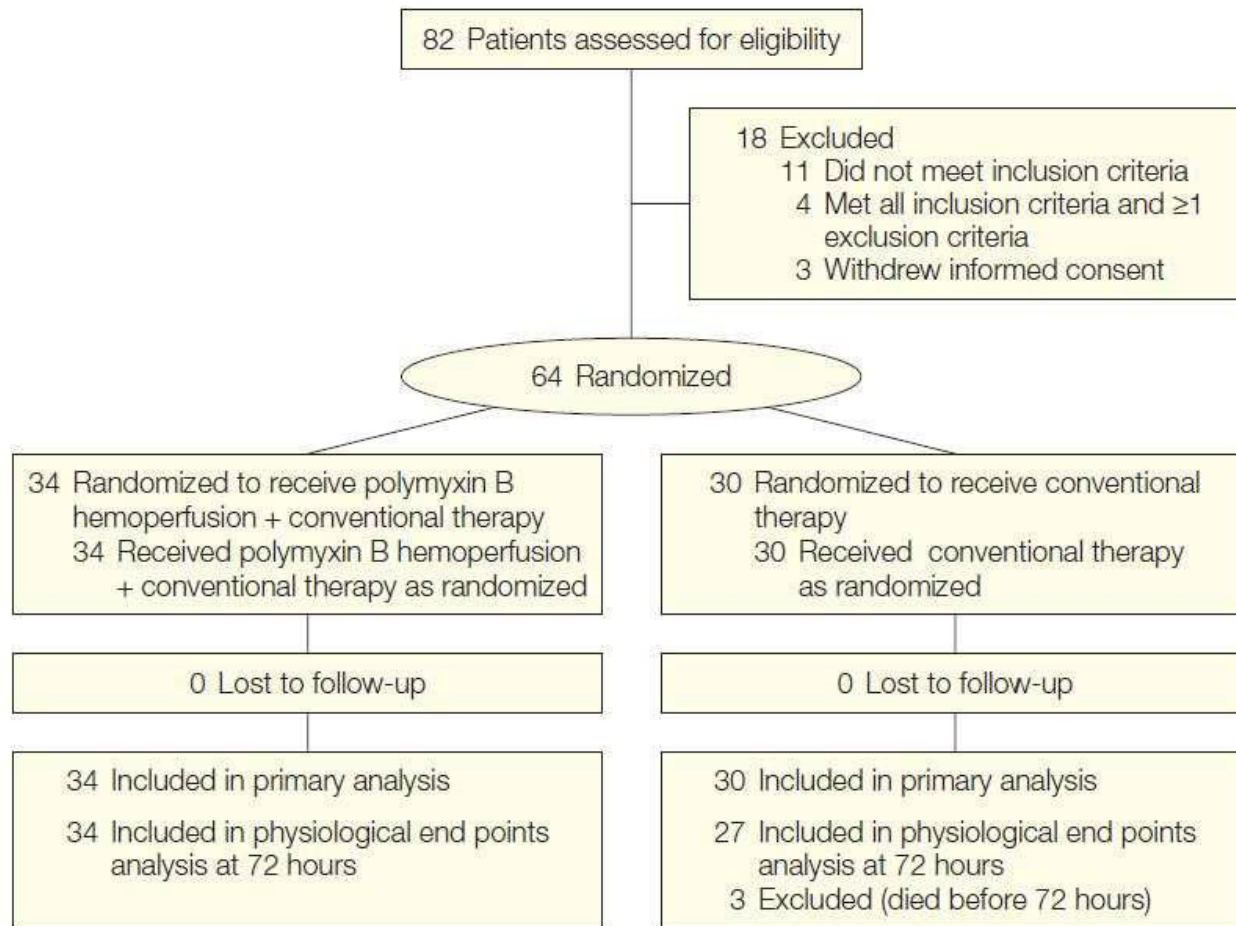 82 Patients assessed for eligibility
18 Excluded
11 Did not meet inclusion criteria
4 Met all inclusion criteria and ≥1
exclusion criteria
3 Withdrew informed consent
64 Randomized
34 Randomized to receive polymyxin B
hemoperfusion + conventional therapy
34 Received polymyxin B hemoperfusion
+ conventional therapy as randomized
0 Lost to follow-up
34 Included in primary analysis
34 Included in physiological end points
analysis at 72 hours
30 Randomized to receive conventional
therapy
30 Received conventional therapy
as randomized
0 Lost to follow-up
30 Included in primary analysis
27 Included in physiological end points
analysis at 72 hours
3 Excluded (died before 72 hours)